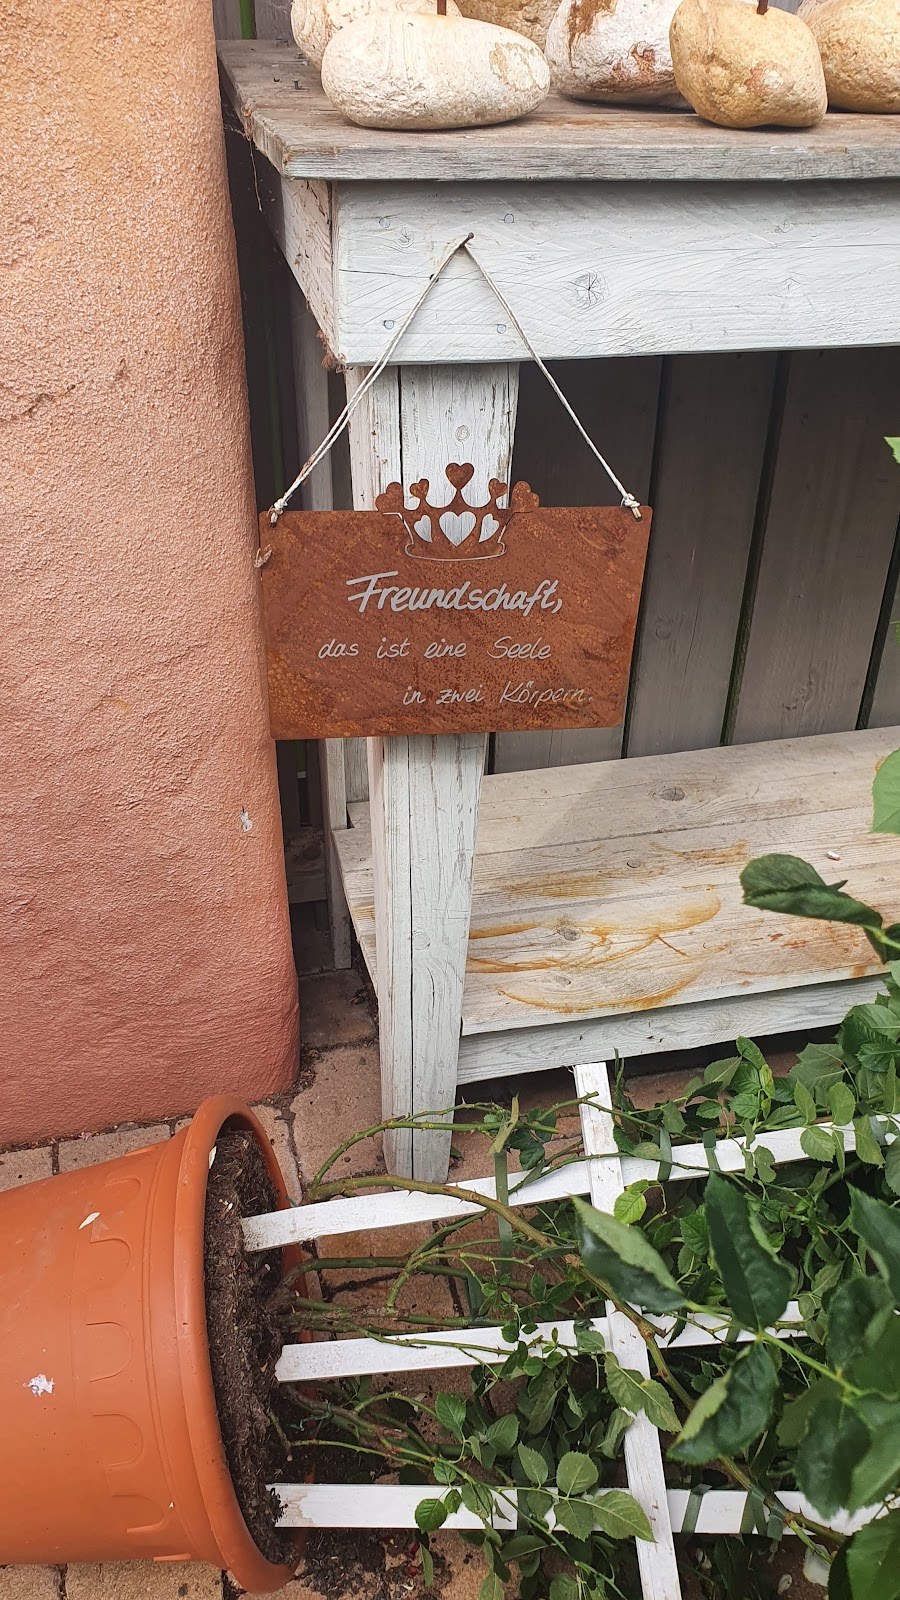 Freundschaft,
das ist eine Seele
in zwei Körpern.